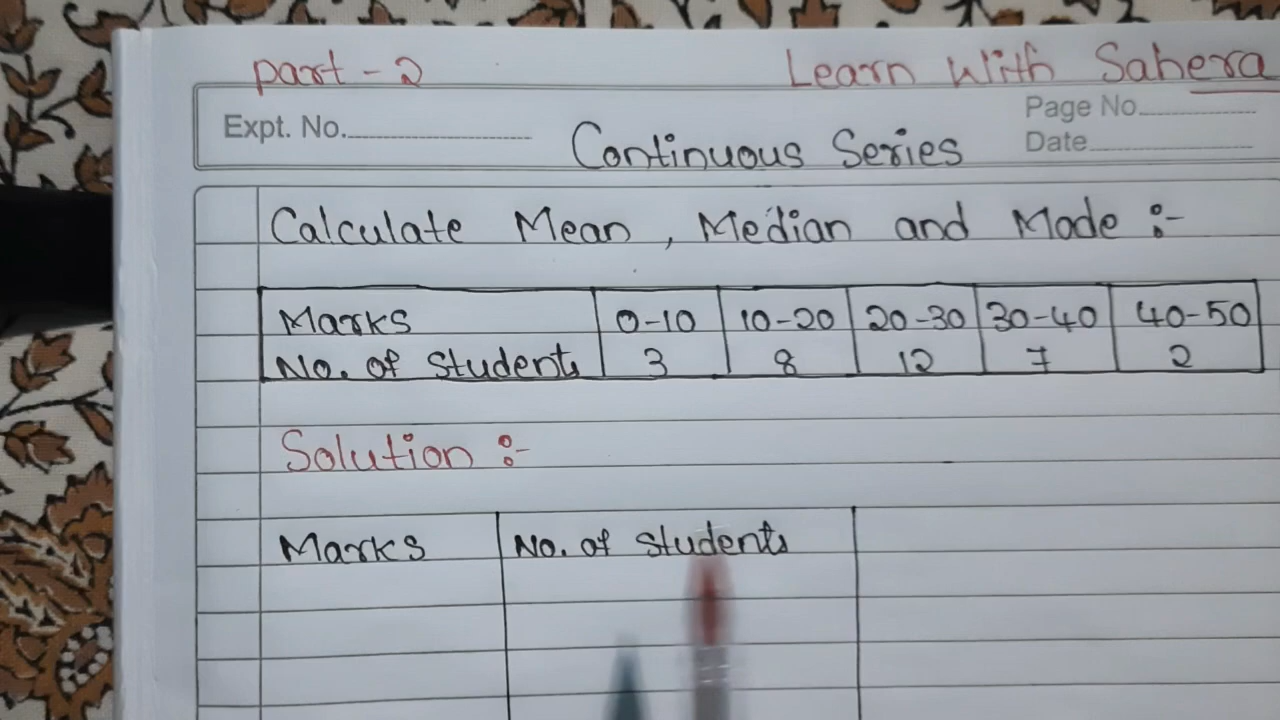 part - 2 Learn With Sahera
Expt. No. Page No.
Continuous Series Date
Calculate Mean, Median and Mode :-
Marks 0-10 10-20 20-30 30-40 40-50
No. of Students 3 8 12 7 2
Solution :-
Marks No. of Students